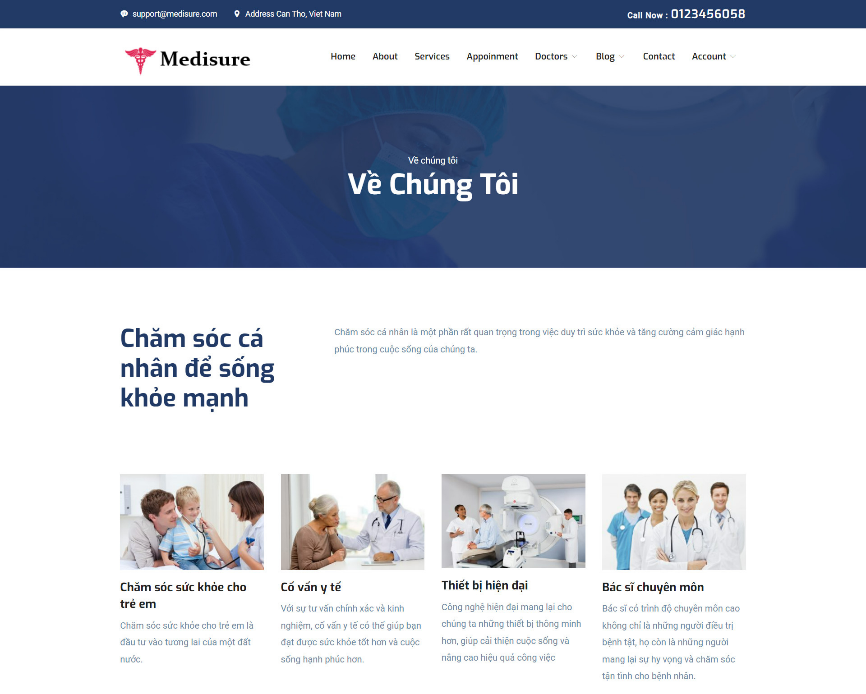 support@medisure.com
Address Can Tho, Viet Nam
Call Now : 0123456058
Medisure
Home
About
Services
Appoinment
Doctors
Blog
Contact
Account
Về chúng tôi
Về Chúng Tôi
Chăm sóc cá
nhân để sống
khỏe mạnh
Chăm sóc cá nhân là một phần rất quan trọng trong việc duy trì sức khỏe và tăng cường cảm giác hạnh
phúc trong cuộc sống của chúng ta.
Chăm sóc sức khỏe cho
trẻ em
Chăm sóc sức khỏe cho trẻ em là
đầu tư vào tương lai của một đất
nước.
Cố vấn y tế
Với sự tư vấn chính xác và kinh
nghiệm, cố vấn y tế có thể giúp bạn
đạt được sức khỏe tốt hơn và cuộc
sống hạnh phúc hơn.
Thiết bị hiện đại
Công nghệ hiện đại mang lại cho
chúng ta những thiết bị thông minh
hơn, giúp cải thiện cuộc sống và
nâng cao hiệu quả công việc
Bác sĩ chuyên môn
Bác sĩ có trình độ chuyên môn cao
không chỉ là những người điều trị
bệnh tật, họ còn là những người
mang lại sự hy vọng và chăm sóc
tận tình cho bệnh nhân.